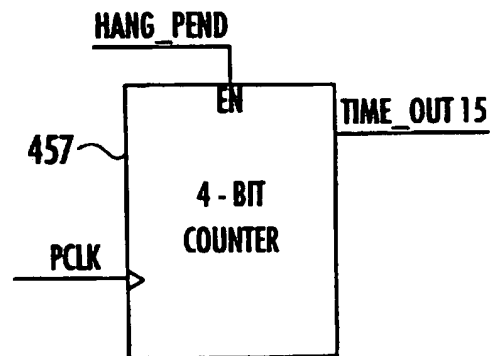 HANG_PEND
EN
TIME_OUT 15
457
4 - BIT
COUNTER
PCLK